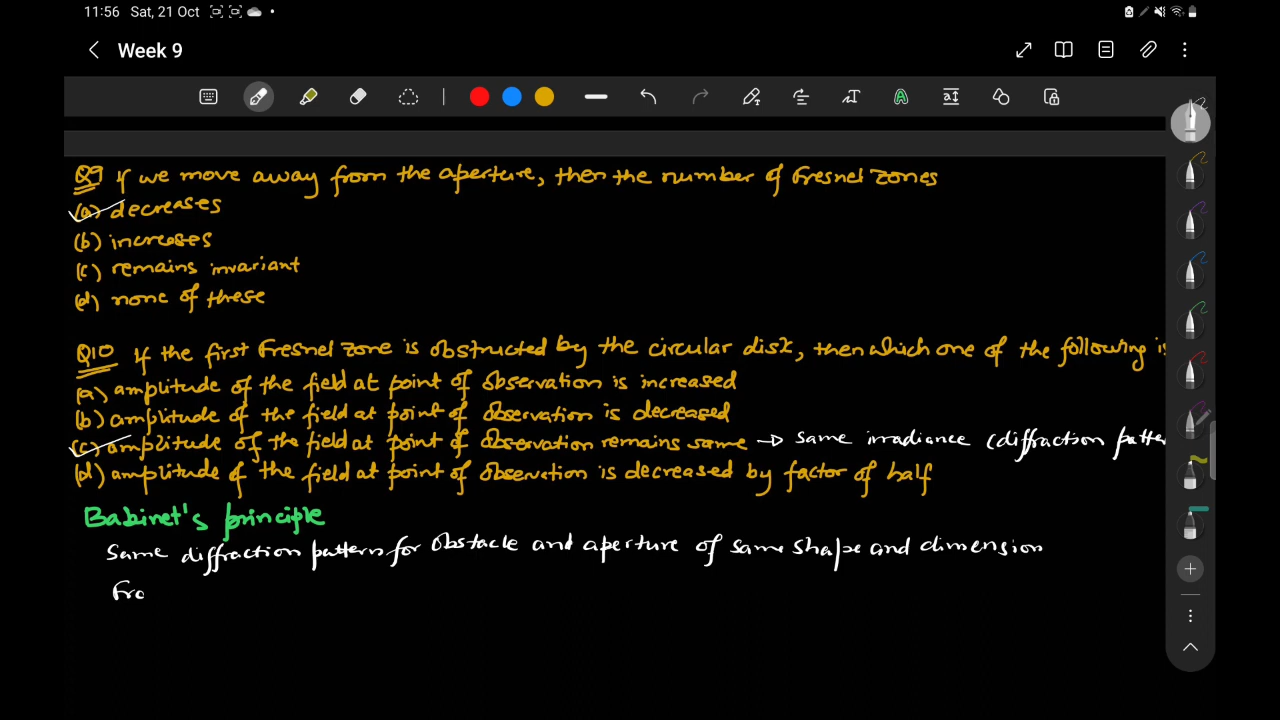 11:56 Sat, 21 Oct
Week 9
Q9 If we move away from the aperture, then the number of Fresnel zones
(a) decreases
(b) increases
(c) remains invariant
(d) none of these
Q10 If the first Fresnel zone is obstructed by the circular disk, then which one of the following is
(a) amplitude of the field at point of observation is increased
(b) amplitude of the field at point of observation is decreased
(c) amplitude of the field at point of observation remains same → same irradiance (diffraction patter
(d) amplitude of the field at point of observation is decreased by factor of half
Babinet's principle
Same diffraction pattern for obstacle and aperture of same shape and dimension
Fro